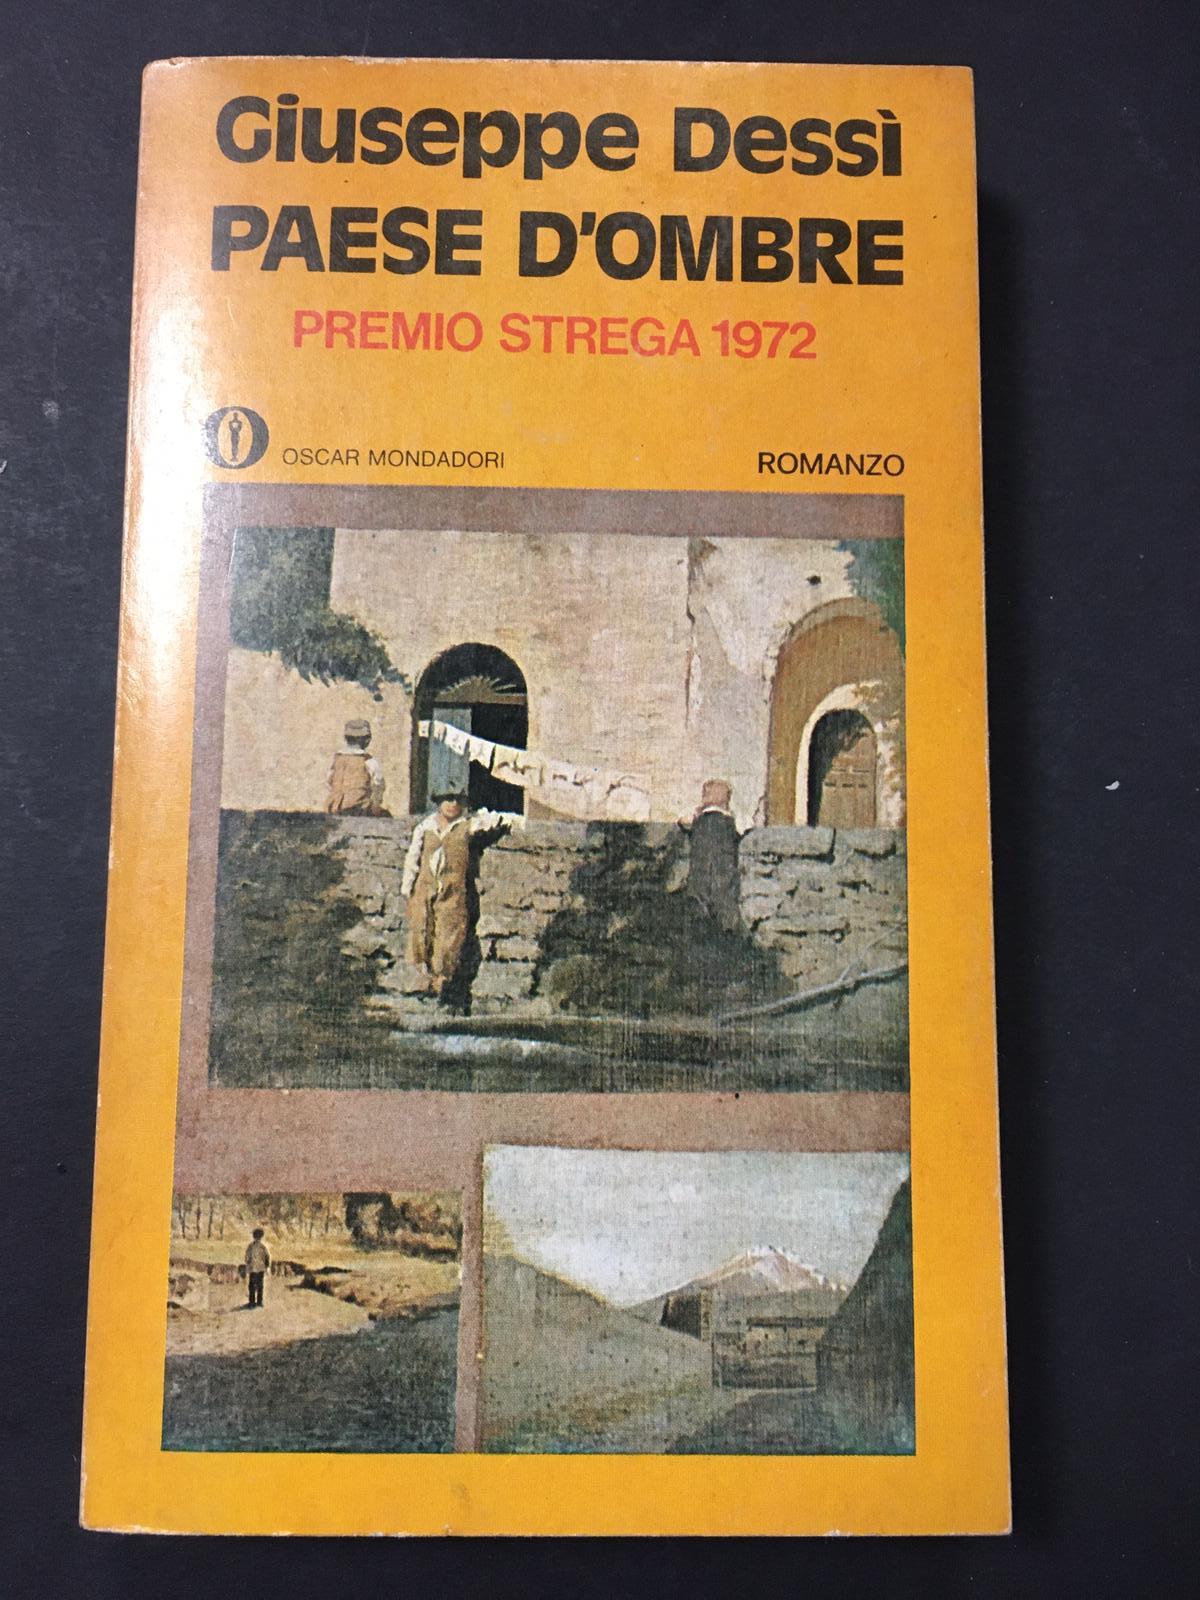 Giuseppe Dessì
PAESE D'OMBRE
PREMIO STREGA 1972
OSCAR MONDADORI
ROMANZO